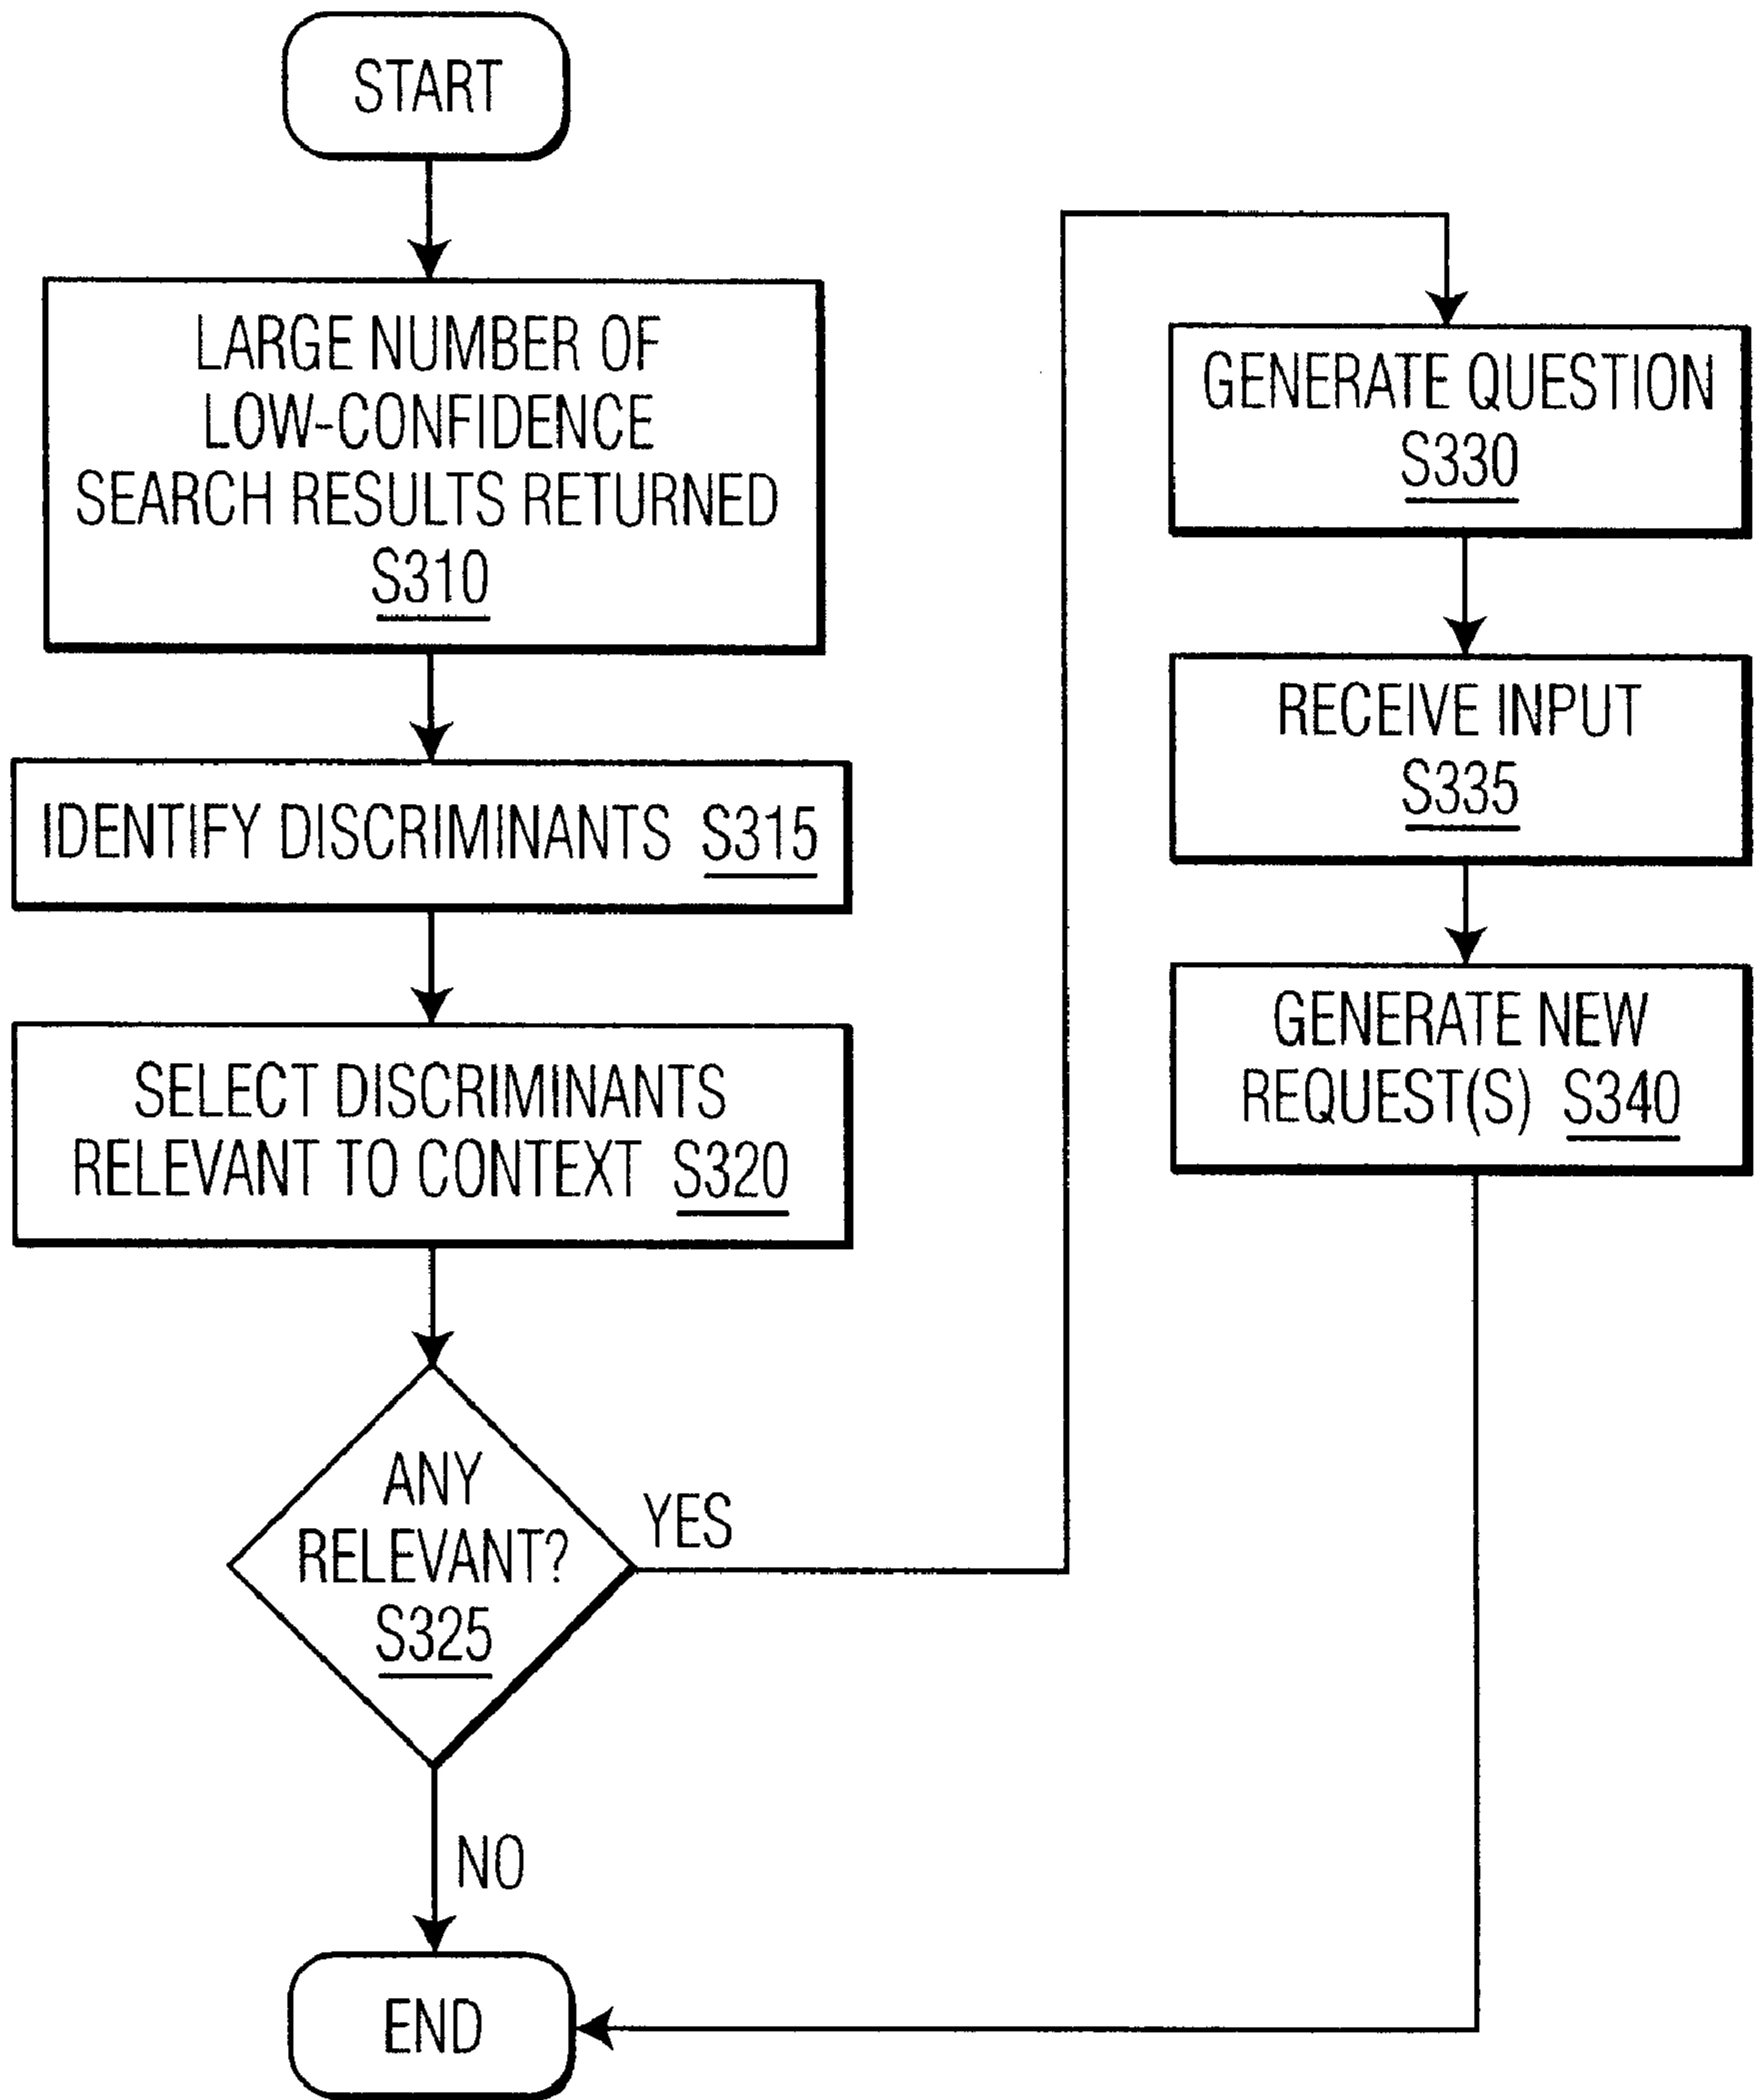 START
LARGE NUMBER OF
LOW-CONFIDENCE
SEARCH RESULTS RETURNED
S310
IDENTIFY DISCRIMINANTS S315
SELECT DISCRIMINANTS
RELEVANT TO CONTEXT S320
ANY
RELEVANT?
S325
YES
NO
END
GENERATE QUESTION
S330
RECEIVE INPUT
S335
GENERATE NEW
REQUEST(S) S340